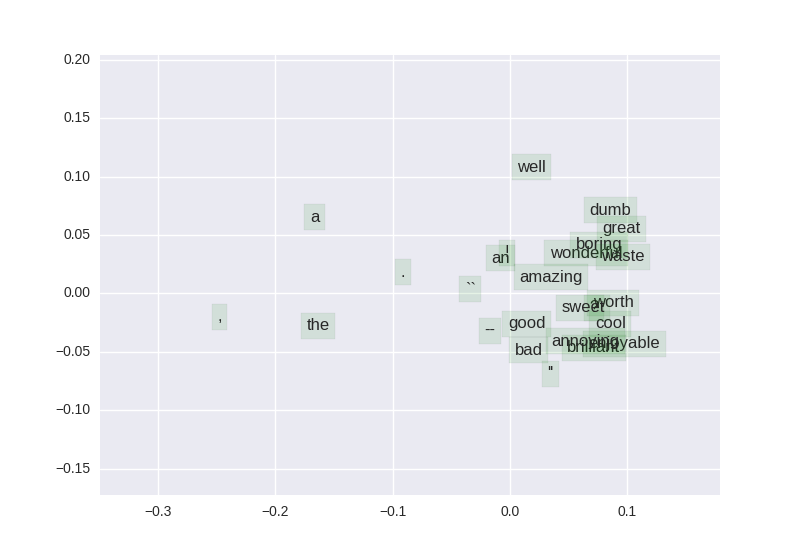 0.20
0.15
well
0.10
dumb
a
great
0.05
boring
!
wonderful
waste
an
.
amazing
0.00
``
worth
sweet
,
the
good
cool
--
annoying
enjoyable
−0.05
bad
brilliant
"
−0.10
−0.15
−0.3
−0.2
−0.1
0.0
0.1